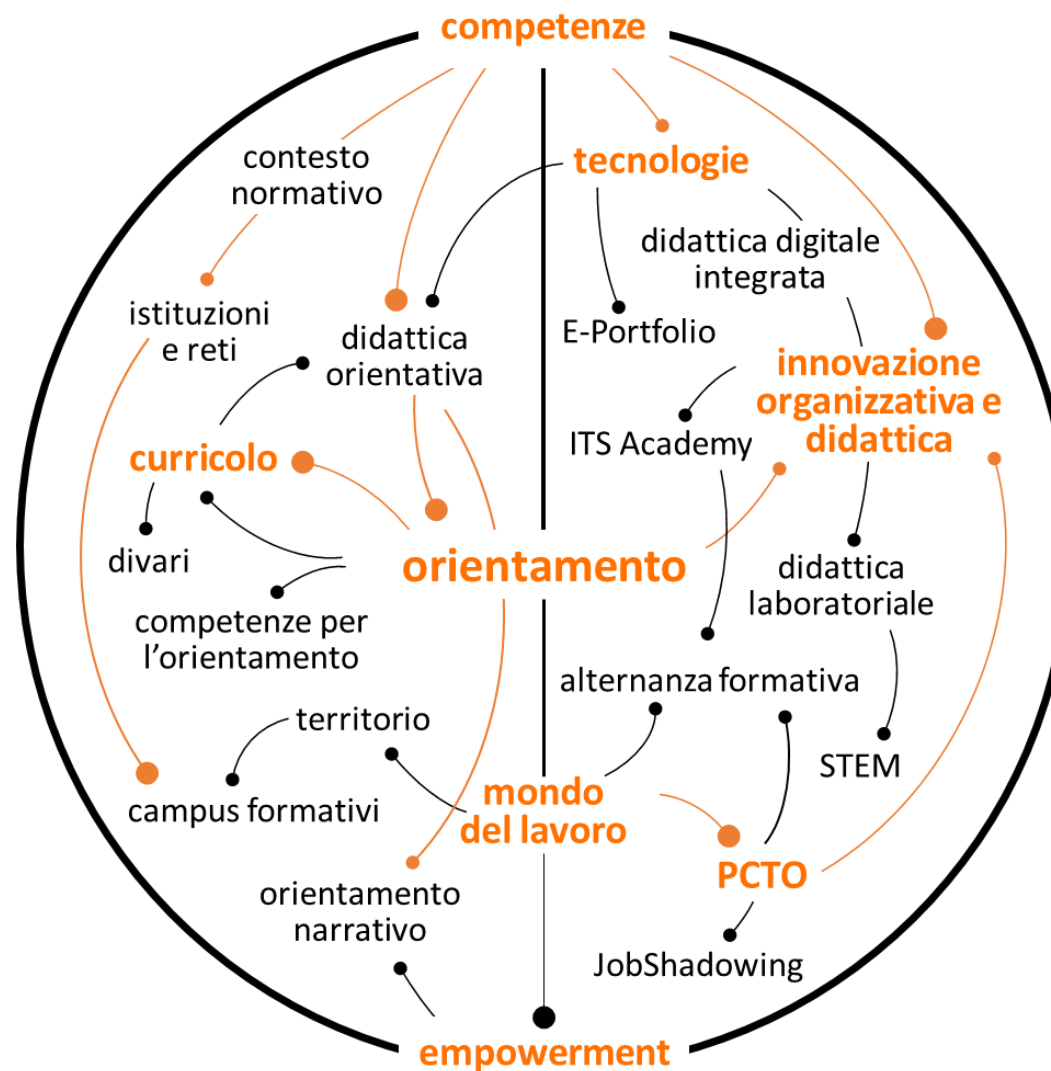 competenze
contesto
normativo
tecnologie
didattica digitale
integrata
istituzioni
e reti
didattica
orientativa
E-Portfolio
innovazione
organizzativa e
didattica
ITS Academy
curricolo
divari
orientamento
didattica
laboratoriale
competenze per
l'orientamento
alternanza formativa
territorio
STEM
campus formativi
mondo
del lavoro
PCTO
orientamento
narrativo
JobShadowing
empowerment